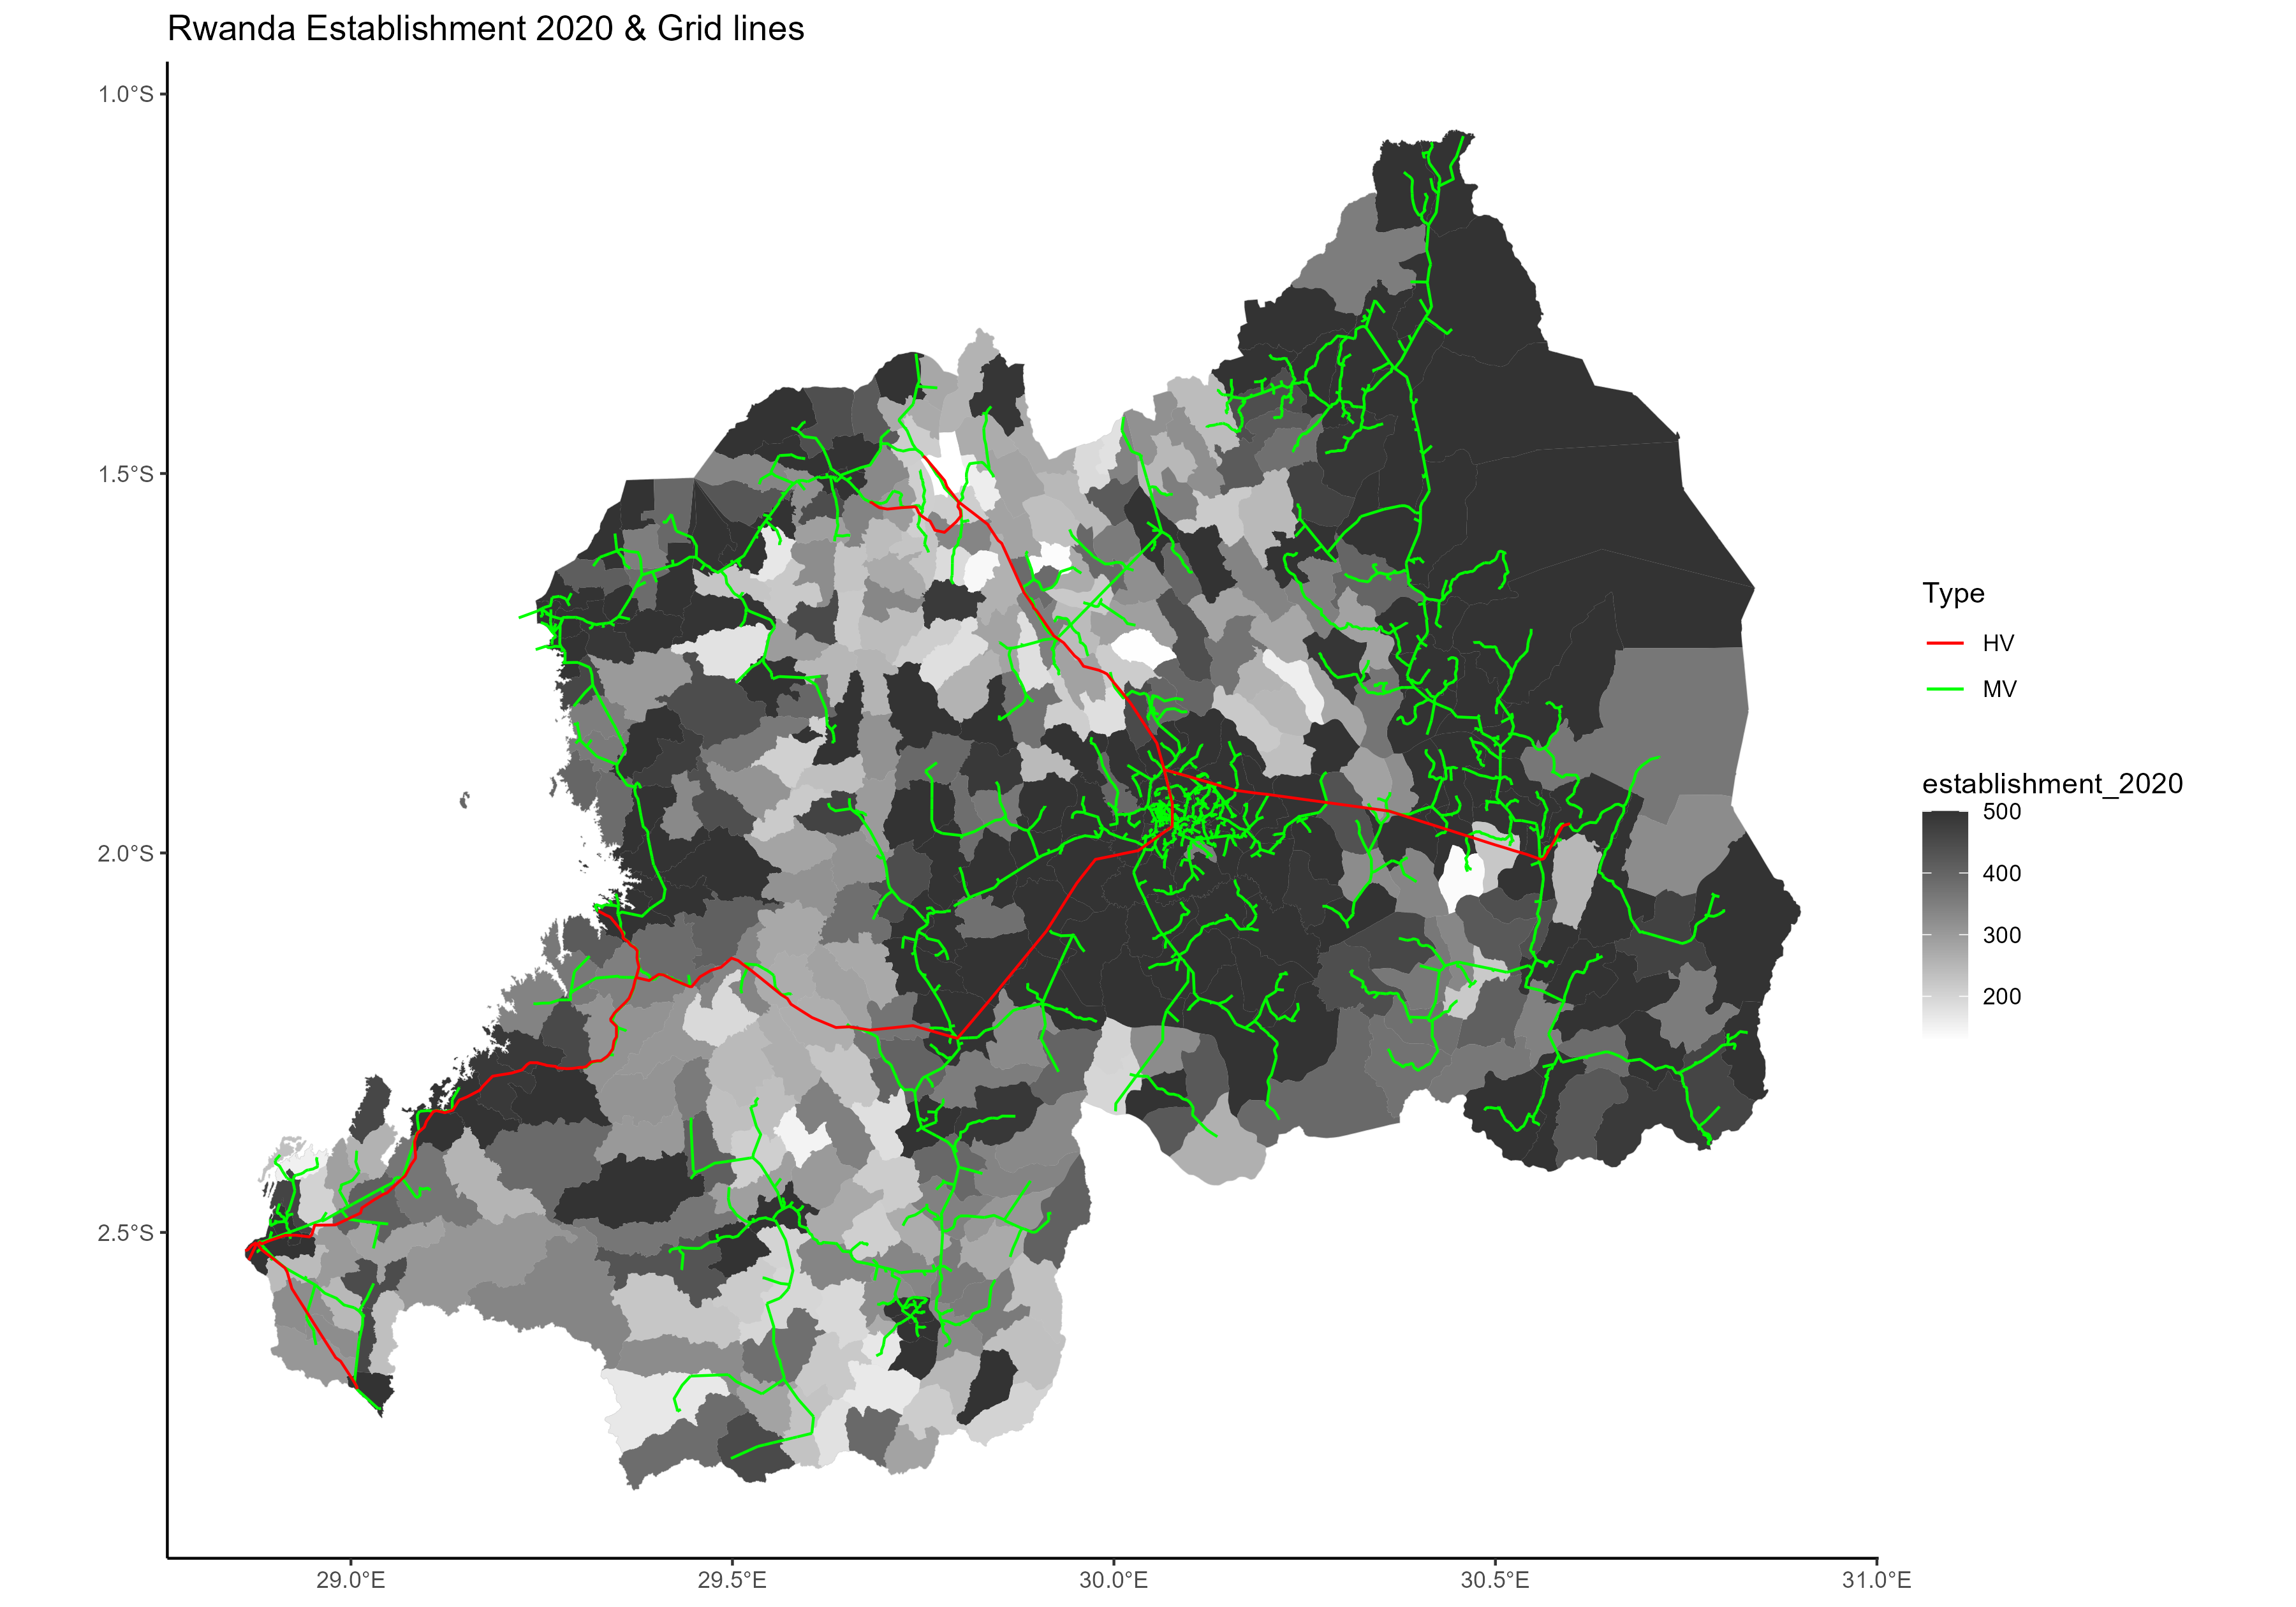 Rwanda Establishment 2020 & Grid lines
1.0°S
1.5°S
2.0°S
2.5°S
29.0°E
29.5°E
30.0°E
30.5°E
31.0°E
Type
HV
MV
establishment_2020
500
400
300
200